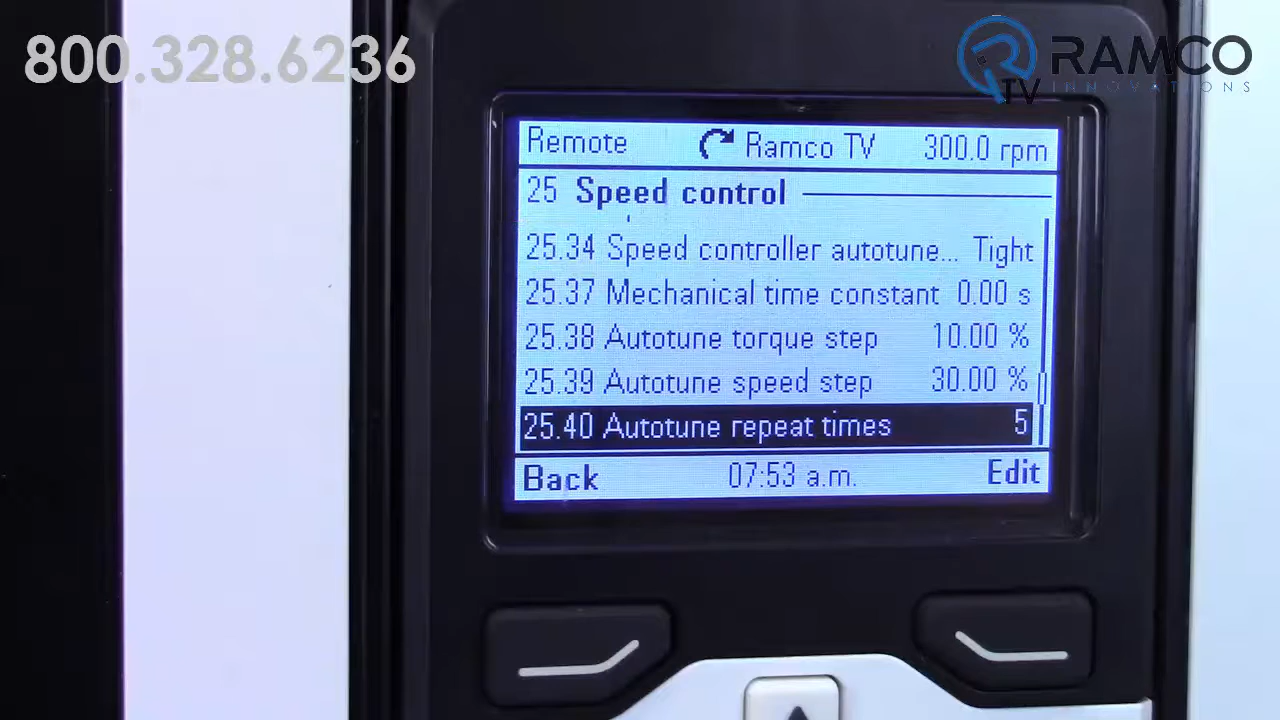 800.328.6236
RAMCO
TV INNOVATIONS
Remote Ramco TV 300.0 rpm
25 Speed control
25.34 Speed controller autotune... Tight
25.37 Mechanical time constant 0.00 s
25.38 Autotune torque step 10.00 %
25.39 Autotune speed step 30.00 %
25.40 Autotune repeat times 5
Back 07:53 a.m. Edit